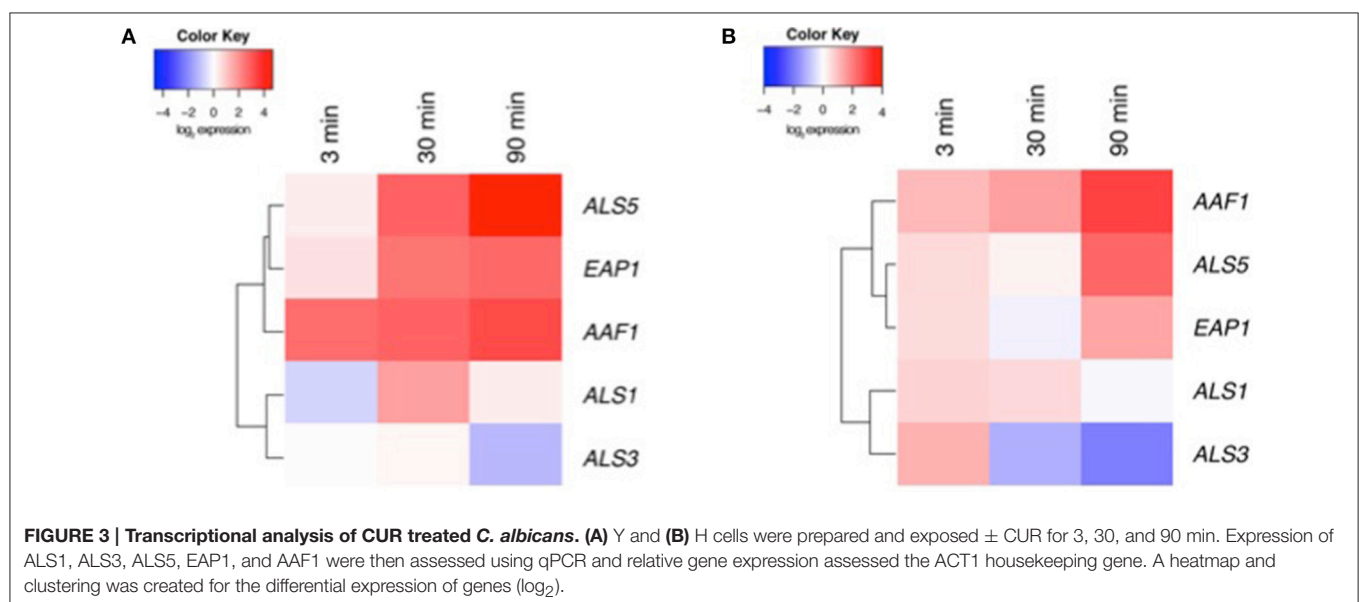 A
Color Key
−4 −2 0 2 4
log₂ expression
3 min
30 min
90 min
ALS5
EAP1
AAF1
ALS1
ALS3
B
Color Key
−4 −2 0 2 4
log₂ expression
3 min
30 min
90 min
AAF1
ALS5
EAP1
ALS1
ALS3
FIGURE 3 | Transcriptional analysis of CUR treated C. albicans. (A) Y and (B) H cells were prepared and exposed ± CUR for 3, 30, and 90 min. Expression of
ALS1, ALS3, ALS5, EAP1, and AAF1 were then assessed using qPCR and relative gene expression assessed the ACT1 housekeeping gene. A heatmap and
clustering was created for the differential expression of genes (log₂).